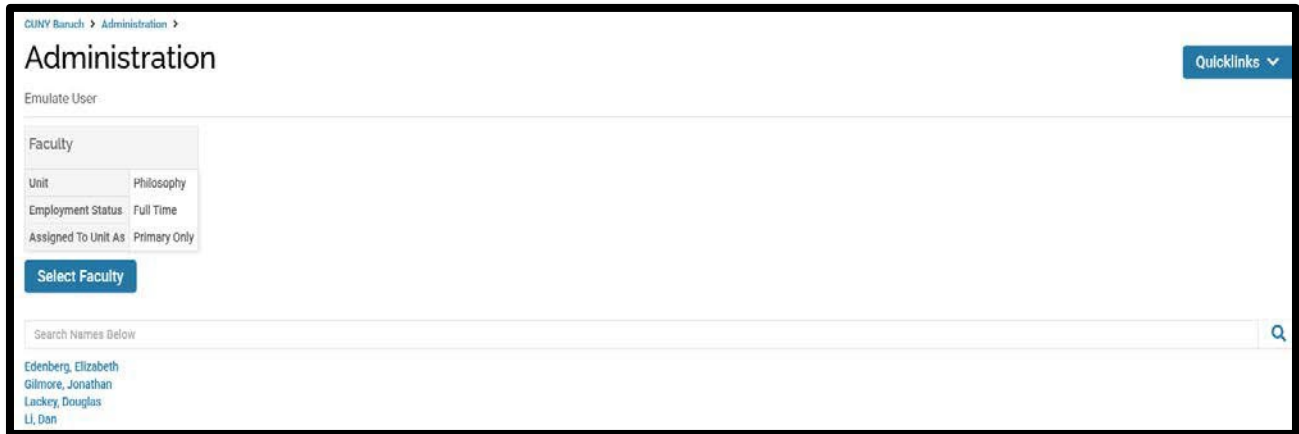 CUNY Baruch > Administration >
Administration
Quicklinks
Emulate User
Faculty
Unit Philosophy
Employment Status Full Time
Assigned To Unit As Primary Only
Select Faculty
Search Names Below
Edenberg, Elizabeth
Gilmore, Jonathan
Lackey, Douglas
Li, Dan